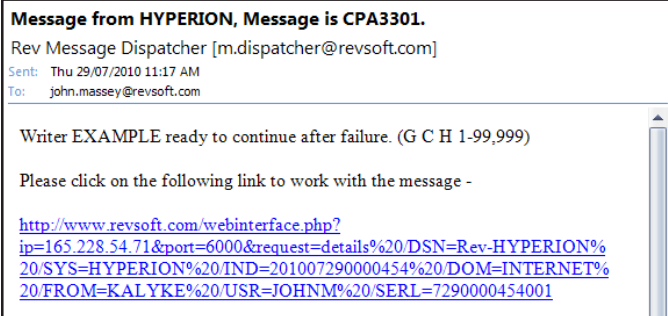 Message from HYPERION, Message is CPA3301.
Rev Message Dispatcher [m.dispatcher@revsoft.com]
Sent: Thu 29/07/2010 11:17 AM
To: john.massey@revsoft.com
Writer EXAMPLE ready to continue after failure. (G C H 1-99,999)
Please click on the following link to work with the message -
http://www.revsoft.com/webinterface.php?
ip=165.228.54.71&port=6000&request=details%20/DSN=Rev-HYPERION%
20/SYS=HYPERION%20/IND=201007290000454%20/DOM=INTERNET%
20/FROM=KALYKE%20/USR=JOHNM%20/SERL=7290000454001